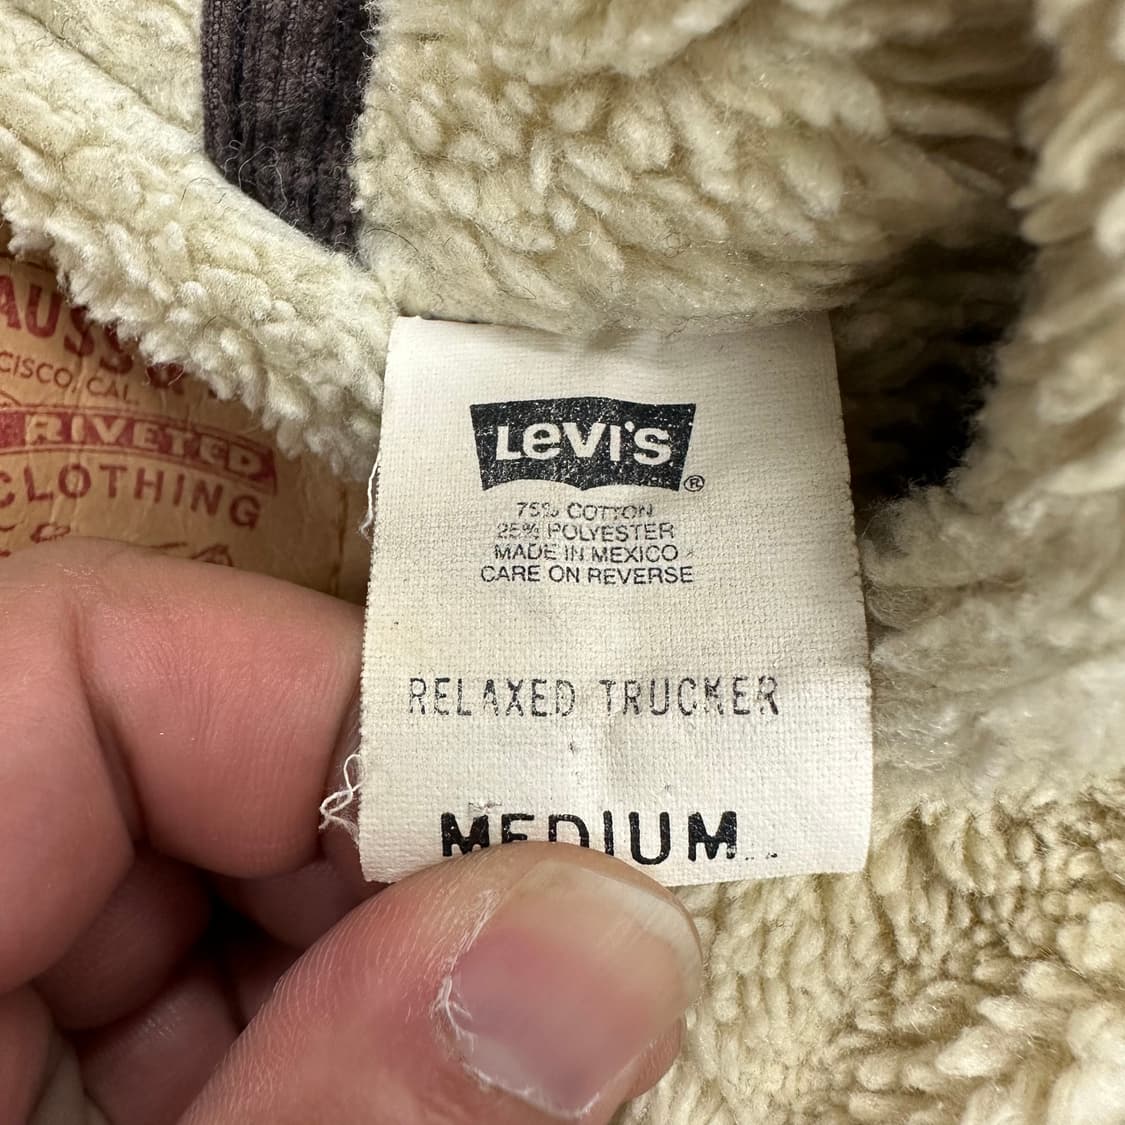 CISCO, CAL.
RIVETED
CLOTHING
LEVI'S ®
75% COTTON
25% POLYESTER
MADE IN MEXICO
CARE ON REVERSE
RELAXED TRUCKER
MEDIUM